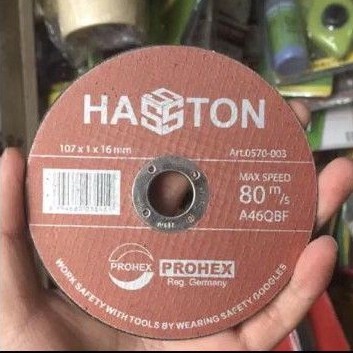 HASSTON
107 x 1 x 16 mm
Art.0570-003
MAX SPEED
80 m/s
A46QBF
PROHEX PROHEX
Reg. Germany
WORK SAFETY WITH TOOLS BY WEARING SAFETY GOOGLES